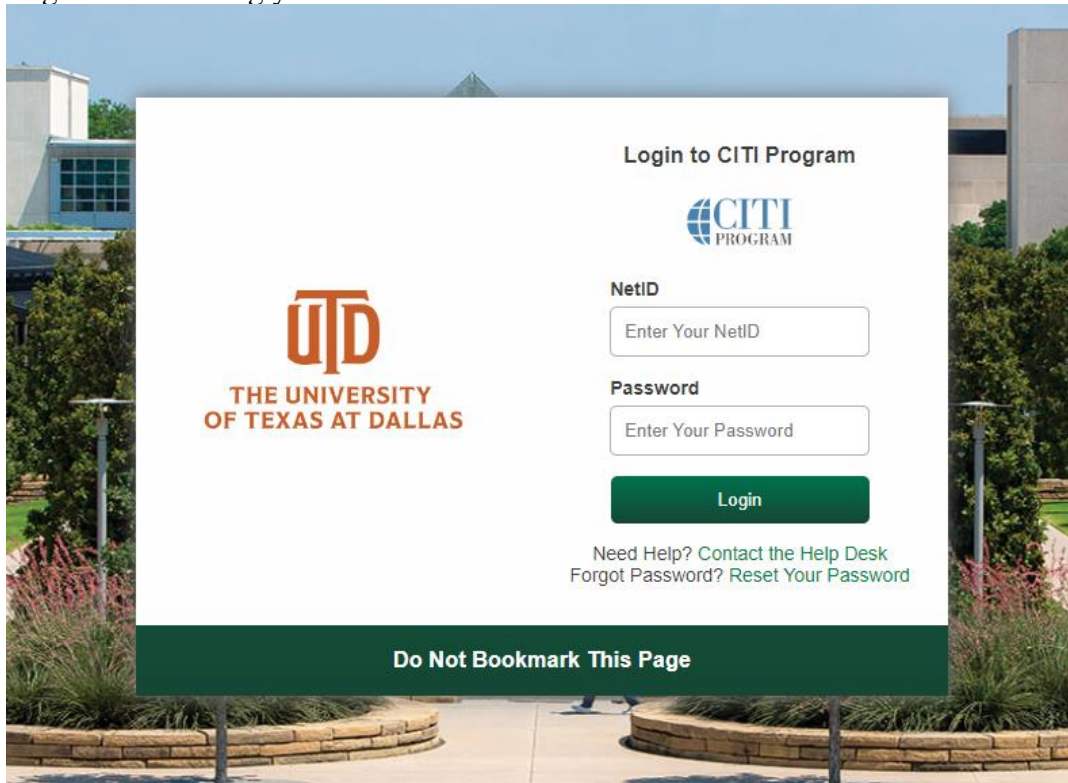 Login to CITI Program
CITI
PROGRAM
NetID
Enter Your NetID
UTD
THE UNIVERSITY
OF TEXAS AT DALLAS
Password
Enter Your Password
Login
Need Help? Contact the Help Desk
Forgot Password? Reset Your Password
Do Not Bookmark This Page